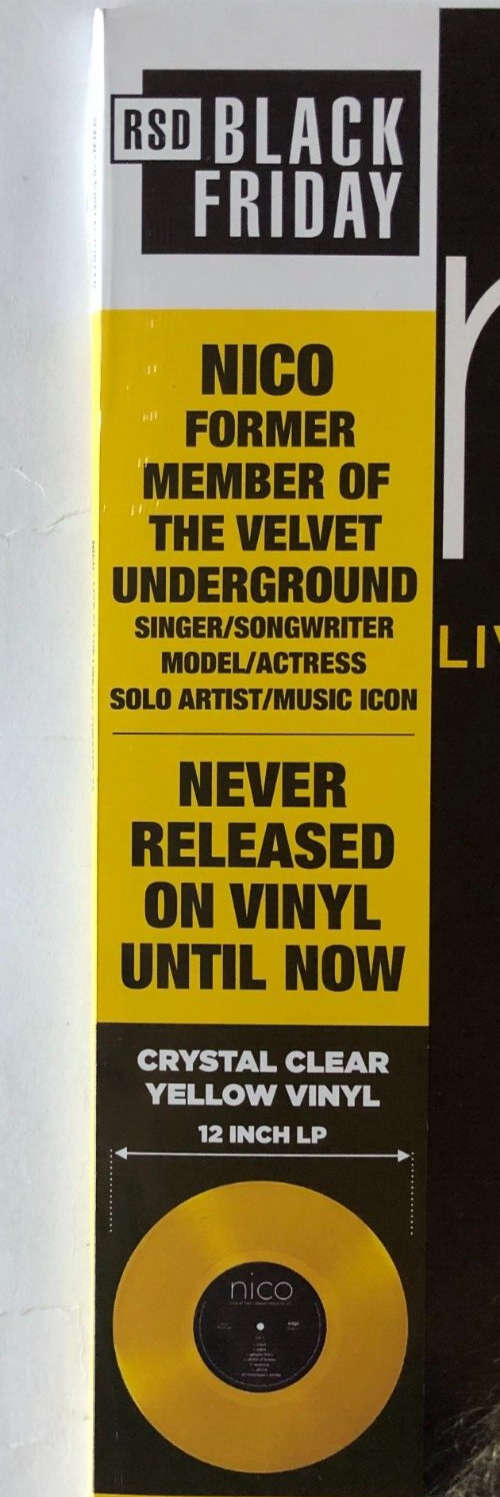 RSD BLACK
FRIDAY
NICO
FORMER
MEMBER OF
THE VELVET
UNDERGROUND
SINGER/SONGWRITER
MODEL/ACTRESS
SOLO ARTIST/MUSIC ICON
NEVER
RELEASED
ON VINYL
UNTIL NOW
CRYSTAL CLEAR
YELLOW VINYL
12 INCH LP
nico